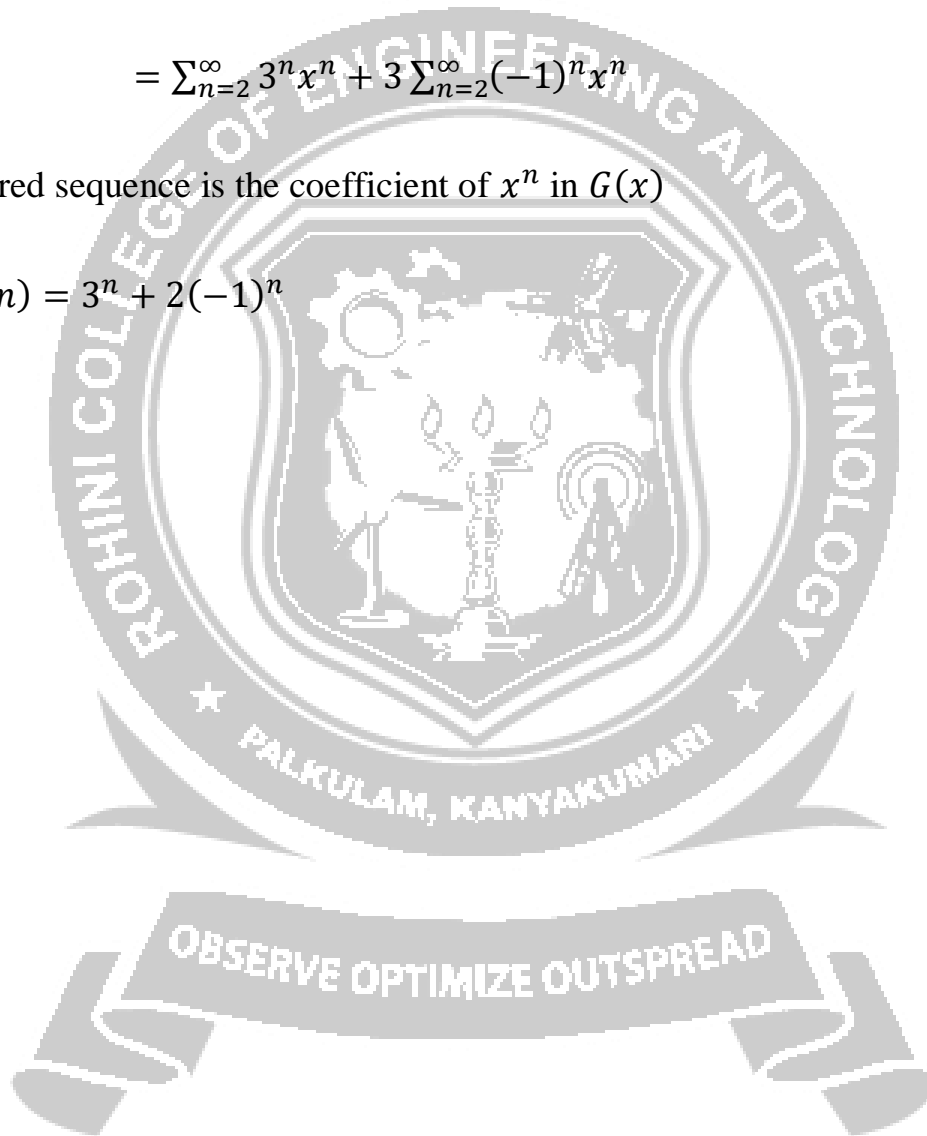 = ∑_{n=2}^{∞} 3^n x^n + 3 ∑_{n=2}^{∞} (−1)^n x^n
red sequence is the coefficient of x^n in G(x)
n) = 3^n + 2(−1)^n
ROHINI COLLEGE OF ENGINEERING AND TECHNOLOGY
PALKULAM, KANYAKUMARI
OBSERVE OPTIMIZE OUTSPREAD